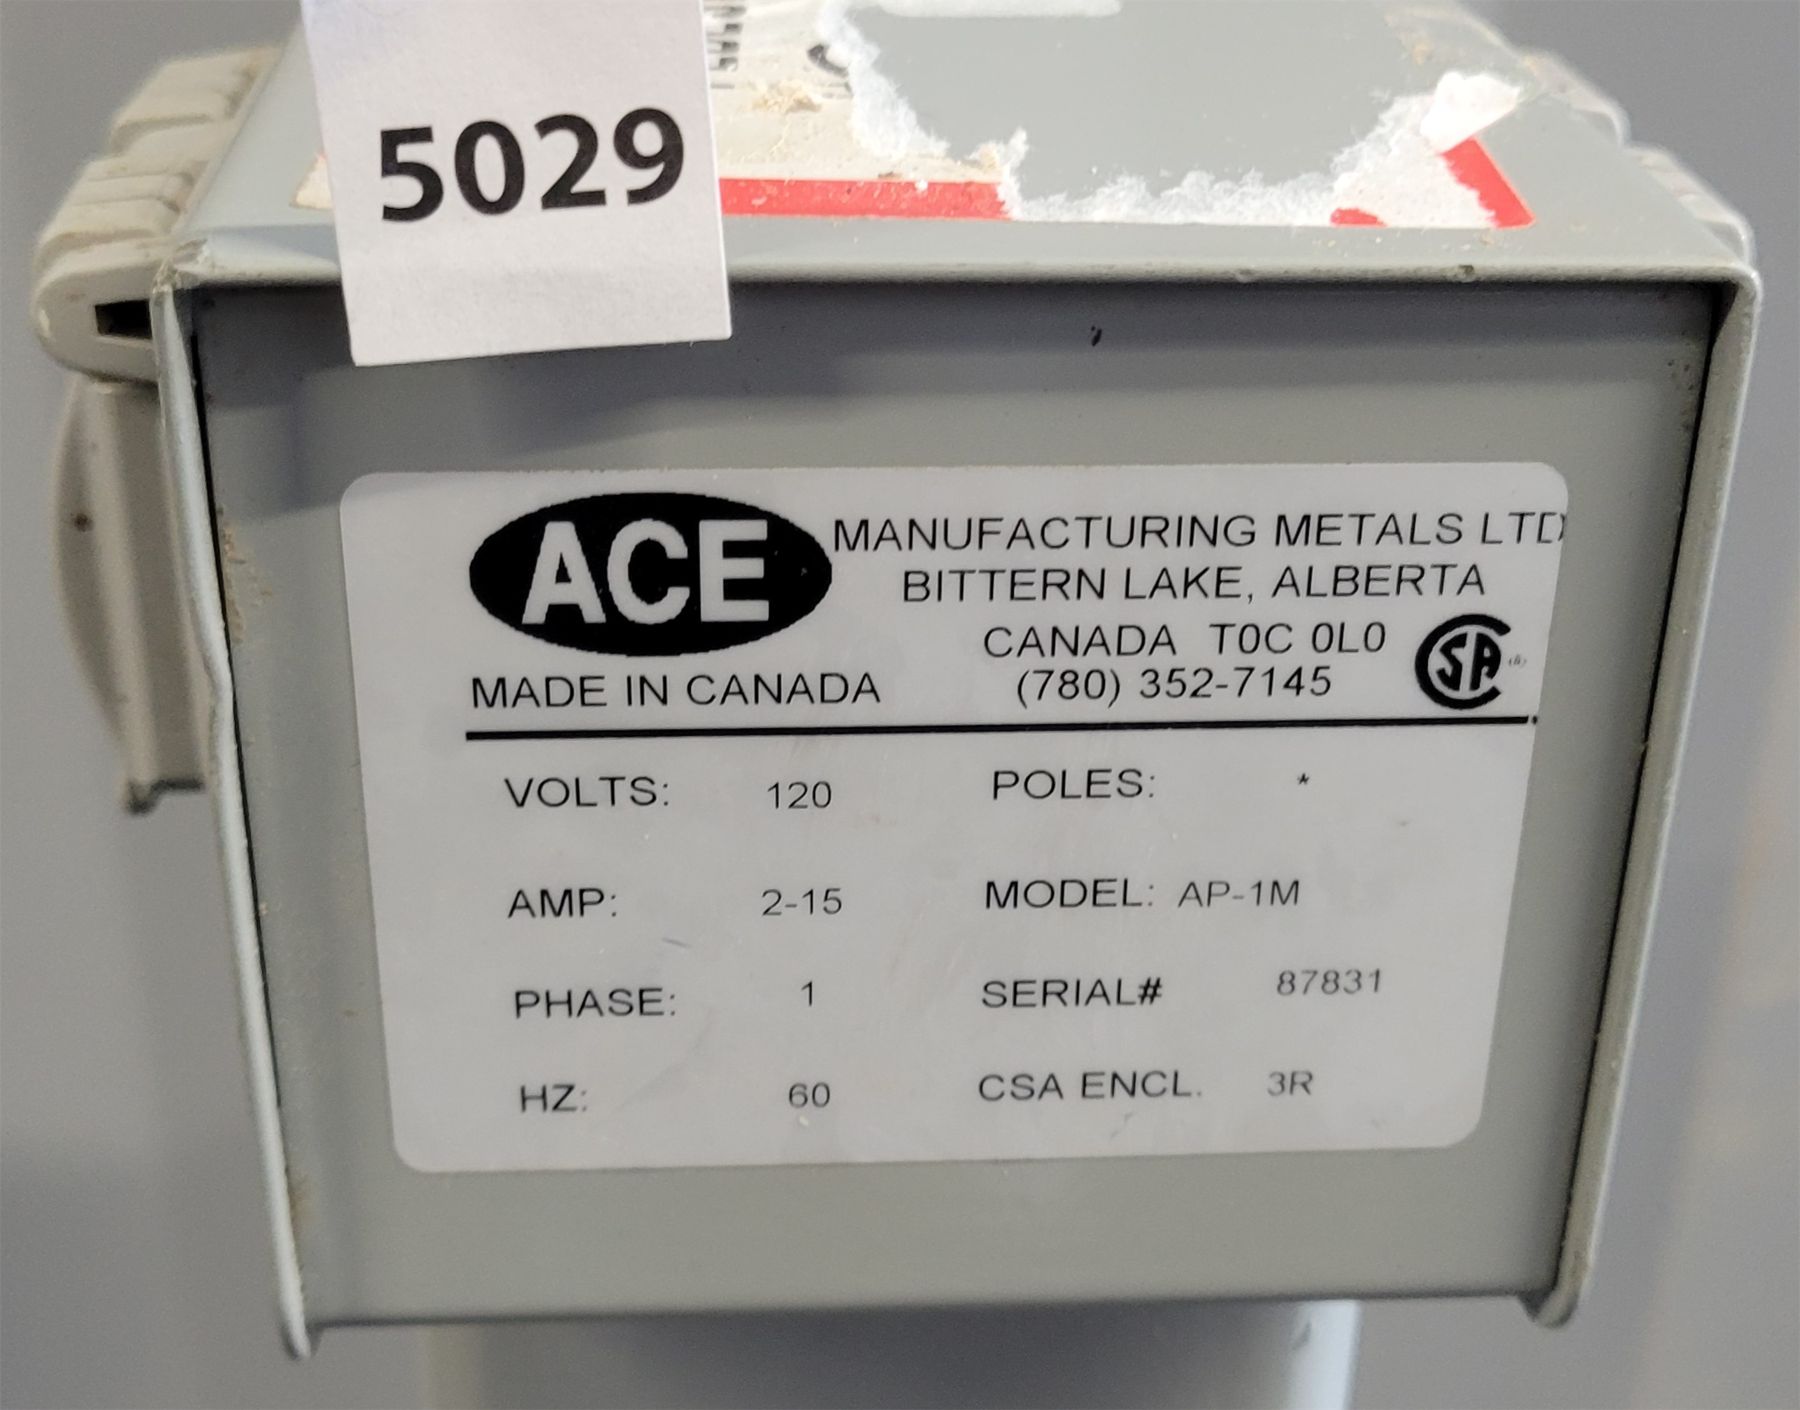 5029
ACE
MANUFACTURING METALS LTD
BITTERN LAKE, ALBERTA
CANADA T0C 0L0
(780) 352-7145
SA
MADE IN CANADA
VOLTS: 120 POLES: *
AMP: 2-15 MODEL: AP-1M
PHASE: 1 SERIAL# 87831
HZ: 60 CSA ENCL. 3R